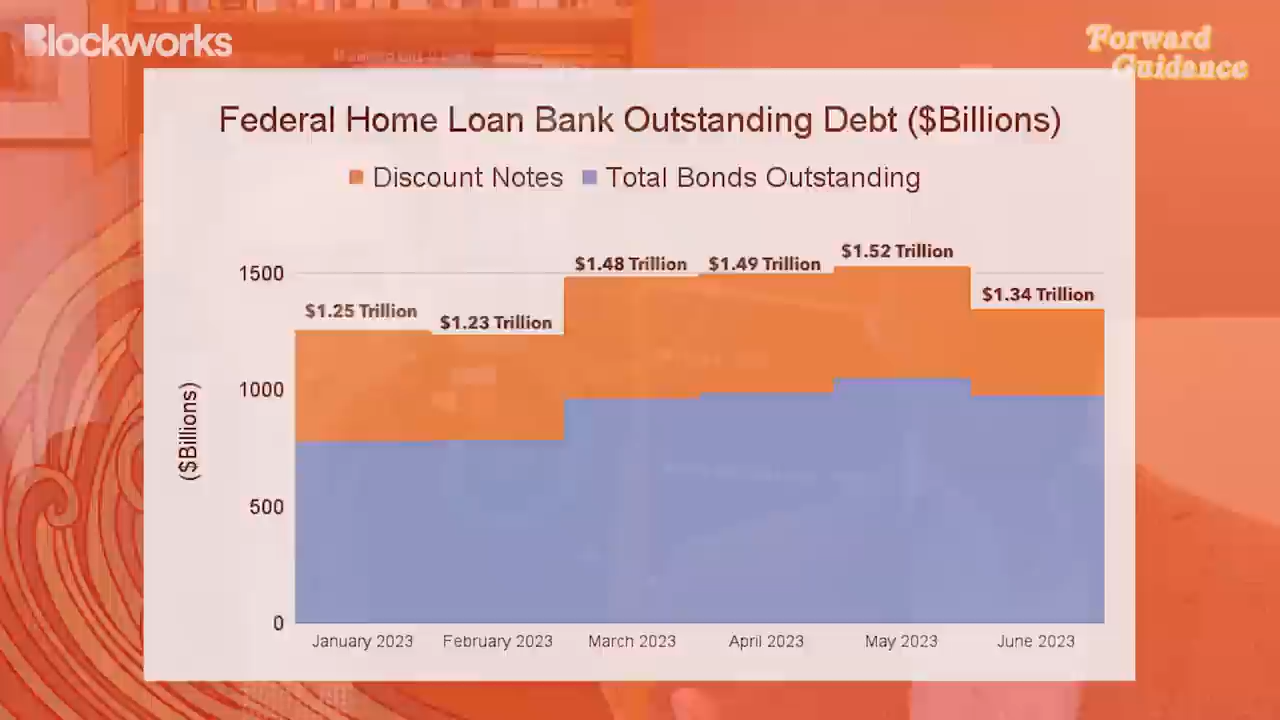 Blockworks
Forward
Guidance
Federal Home Loan Bank Outstanding Debt ($Billions)
Discount Notes Total Bonds Outstanding
$1.52 Trillion
$1.48 Trillion $1.49 Trillion
1500
$1.34 Trillion
$1.25 Trillion
$1.23 Trillion
1000
($Billions)
500
0
January 2023 February 2023 March 2023 April 2023 May 2023 June 2023